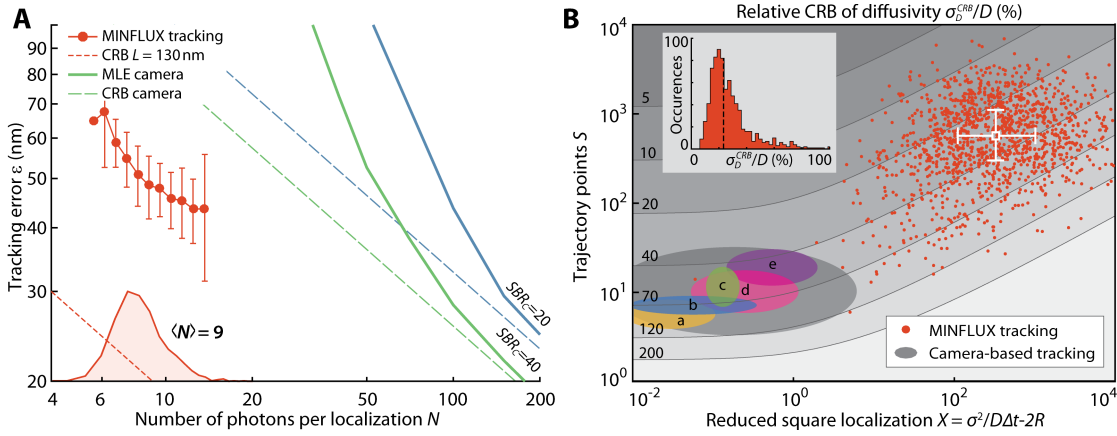 A
Tracking error ε (nm)
90
80
70
60
50
40
30
20
MINFLUX tracking
CRB L = 130 nm
MLE camera
CRB camera
⟨N⟩ = 9
SBRc=20
SBRc=40
4 6 10 20 50 100 200
Number of photons per localization N
B
Relative CRB of diffusivity σ_D^CRB/D (%)
Trajectory points S
10^4
10^3
10^2
10^1
10^0
5
10
20
40
70
120
200
100
Occurences
0
0 100
σ_D^CRB/D (%)
e
c
d
b
a
MINFLUX tracking
Camera-based tracking
10^-2 10^0 10^2 10^4
Reduced square localization X = σ²/DΔt-2R